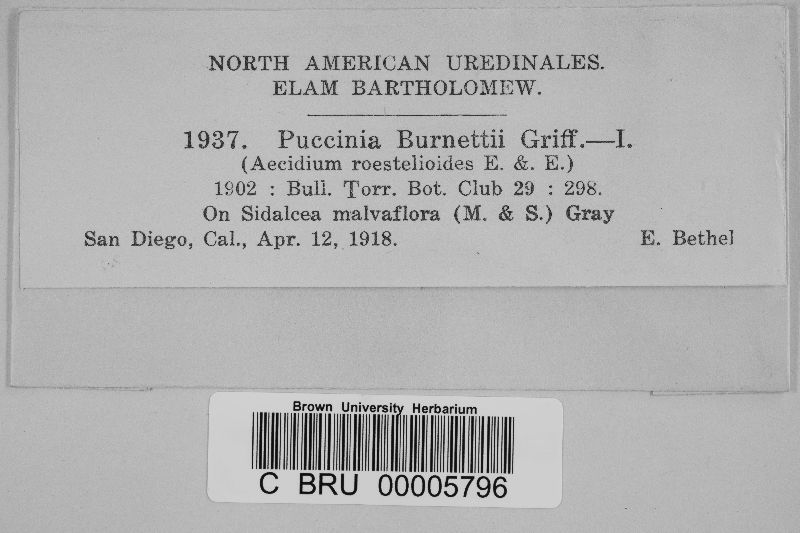 NORTH AMERICAN UREDINALES.
ELAM BARTHOLOMEW.
1937. Puccinia Burnettii Griff.—I.
(Aecidium roestelioides E. &. E.)
1902 : Bull. Torr. Bot. Club 29 : 298.
On Sidalcea malvaflora (M. & S.) Gray
San Diego, Cal., Apr. 12, 1918. E. Bethel
Brown University Herbarium
C BRU 00005796